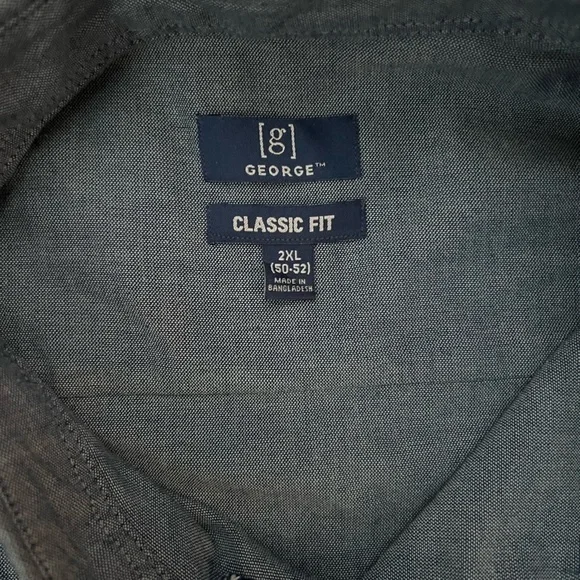 [g]
GEORGE™
CLASSIC FIT
2XL
(50-52)
MADE IN
BANGLADESH